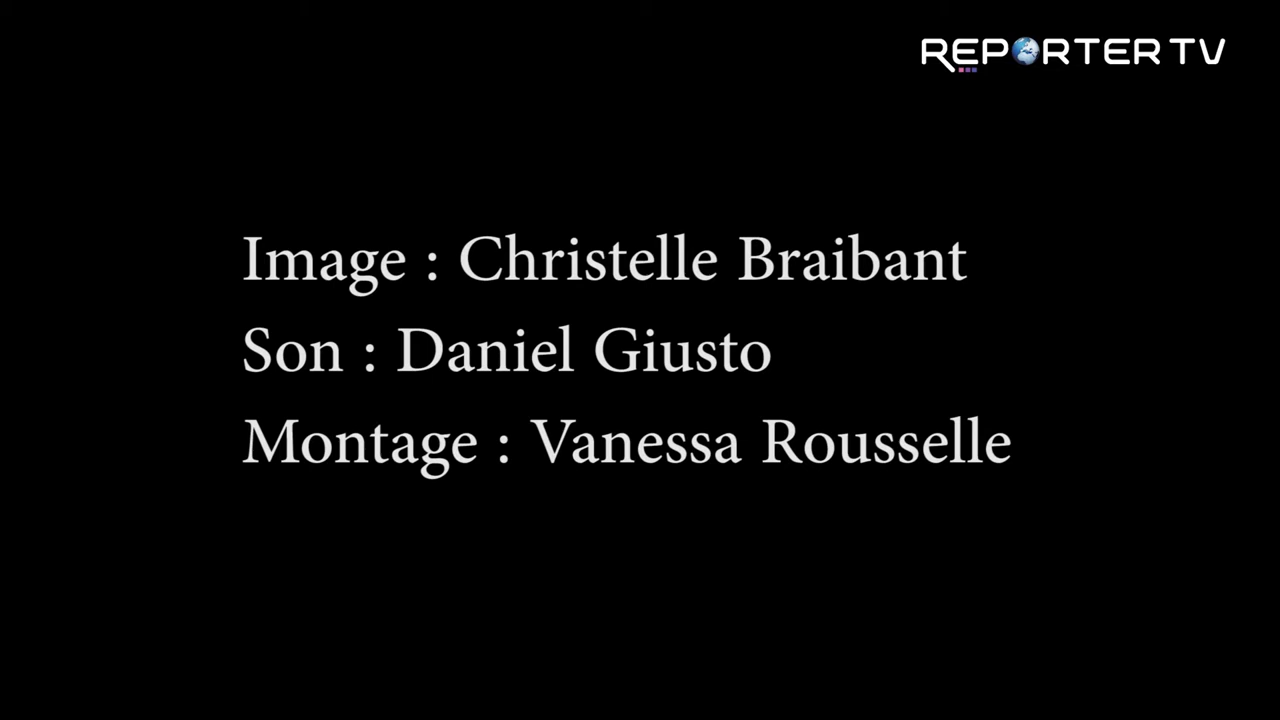 REPORTER TV
Image : Christelle Braibant
Son : Daniel Giusto
Montage : Vanessa Rousselle